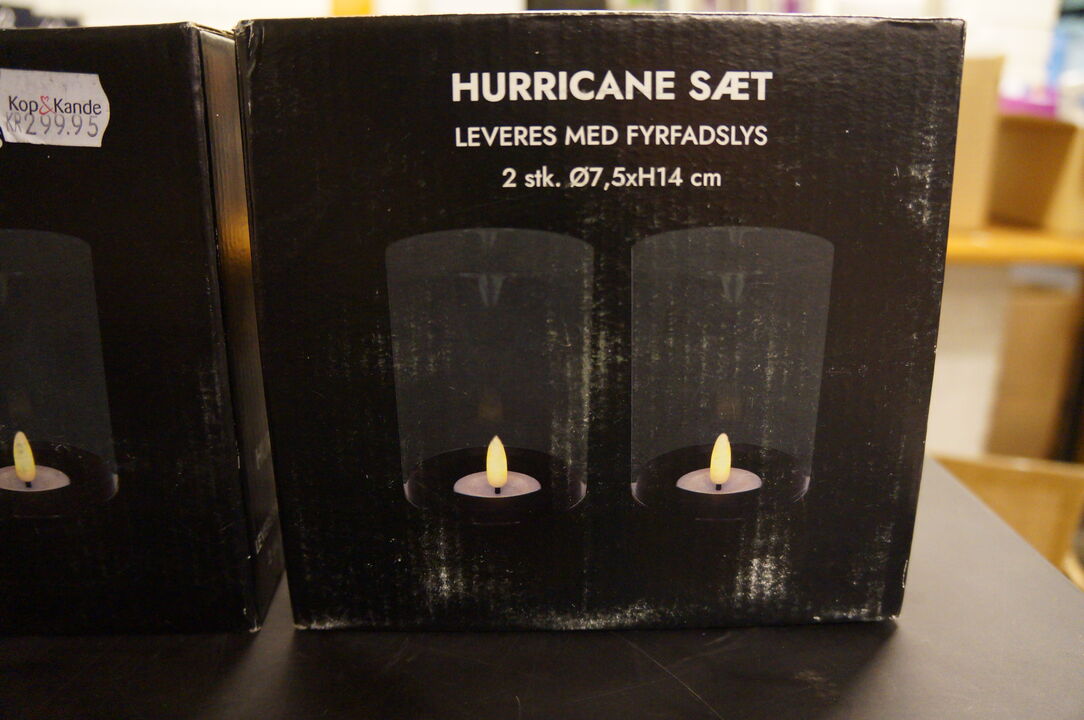 Kop&Kande
KR299.95
HURRICANE SÆT
LEVERES MED FYRFADSLYS
2 stk. Ø7,5xH14 cm